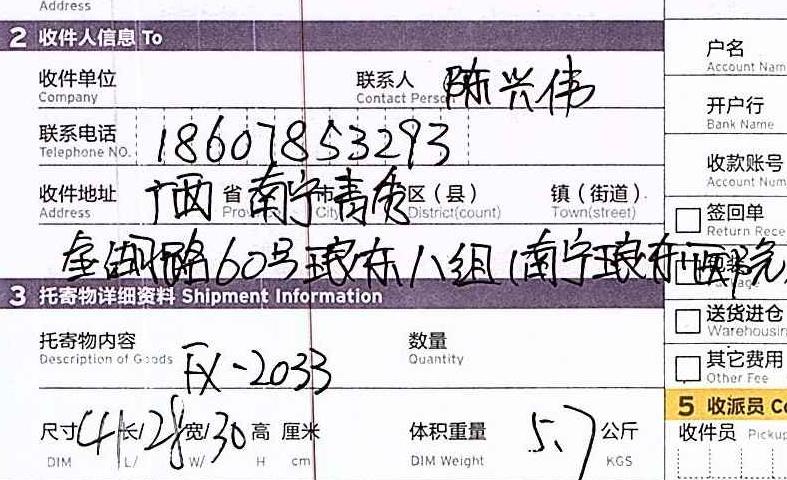 Address
2 收件人信息 To
户名
Account Nam
收件单位 联系人 陈兴伟
Company Contact Person
开户行
Bank Name
联系电话 18607853293
Telephone NO.
收款账号
Account Num
收件地址 广西 省 南宁 市 青秀 区(县) 镇(街道)
Address Province City District(count) Town(street)
签回单
Return Rece
金湖路60号琅东八组(南宁琅东
3 托寄物详细资料 Shipment Information
送货进仓
Warehousin
托寄物内容 数量
Description of Goods Quantity
FX-2033
其它费用
Other Fee
5 收派员 Co
尺寸 41 长/ 28 宽/ 30 高 厘米 体积重量 5.7 公斤
DIM L/ W/ H cm DIM Weight KGS
收件员 Pickup